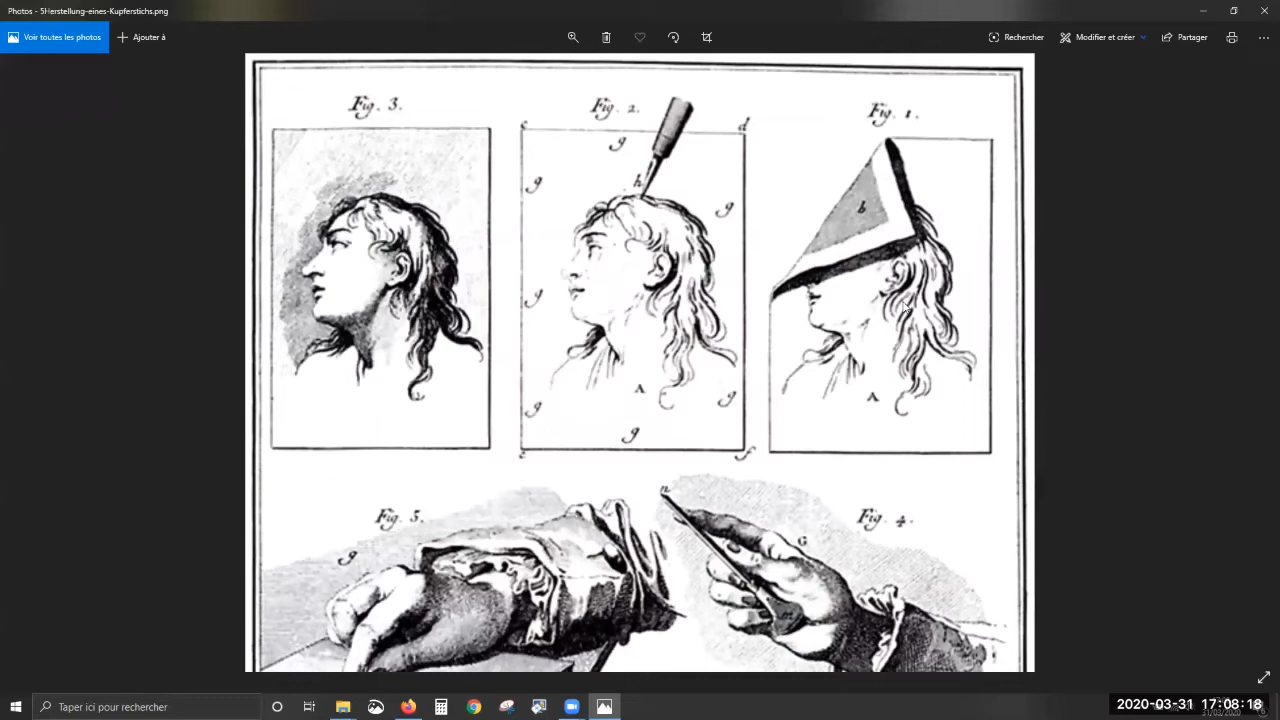 Photos - 5Herstellung-eines-Kupferstichs.png
Voir toutes les photos
Ajouter à
Rechercher
Modifier et créer
Partager
Fig. 3.
Fig. 2.
Fig. 1.
c
d
g
h
g
g
b
g
A
A
g
g
g
e
f
n
Fig. 5.
Fig. 4.
g
G
m
Taper ici pour rechercher
2020-03-31 17:08:18